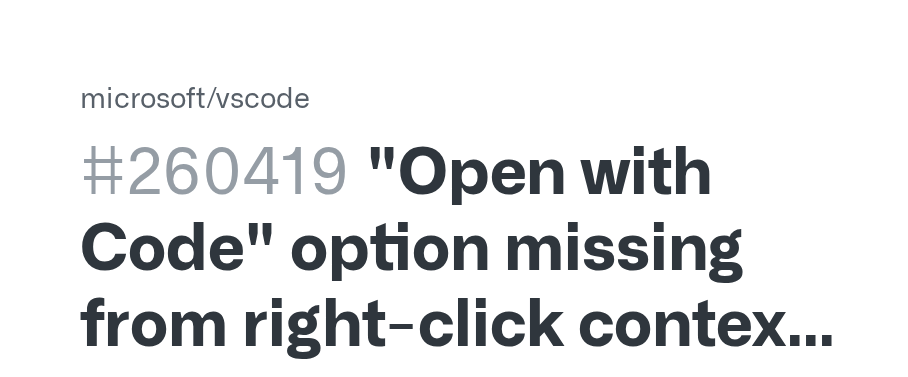 microsoft/vscode
#260419 "Open with
Code" option missing
from right-click contex...